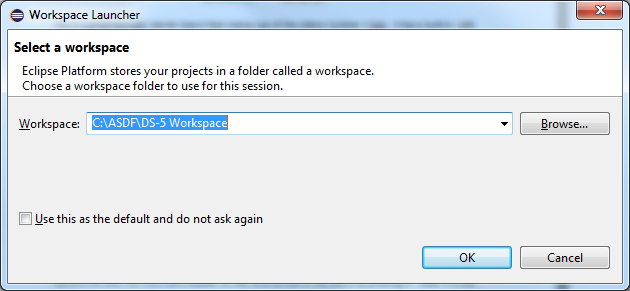 Workspace Launcher
Select a workspace
Eclipse Platform stores your projects in a folder called a workspace.
Choose a workspace folder to use for this session.
Workspace: C:\ASDF\DS-5 Workspace Browse...
Use this as the default and do not ask again
OK Cancel